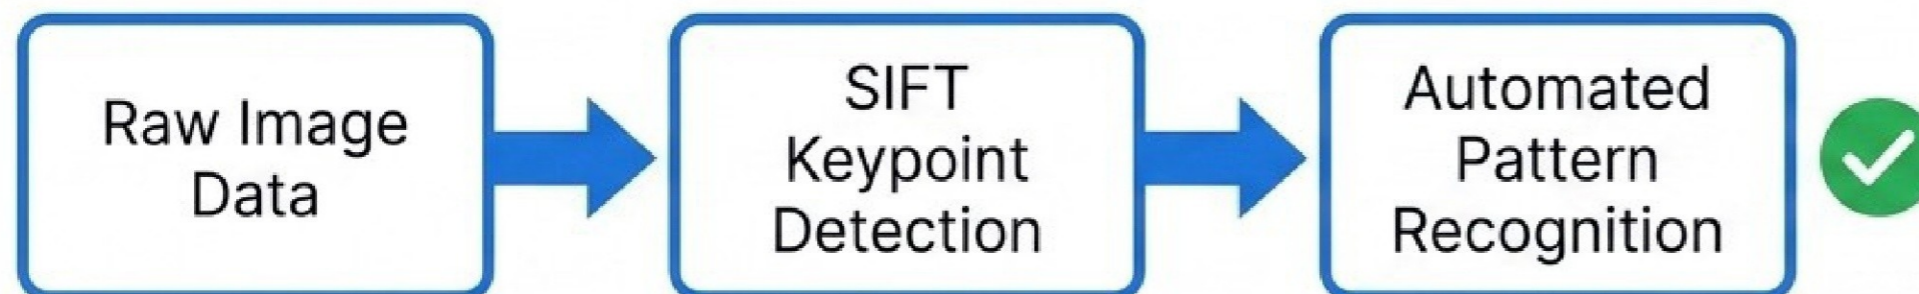 Raw Image
Data
SIFT
Keypoint
Detection
Automated
Pattern
Recognition